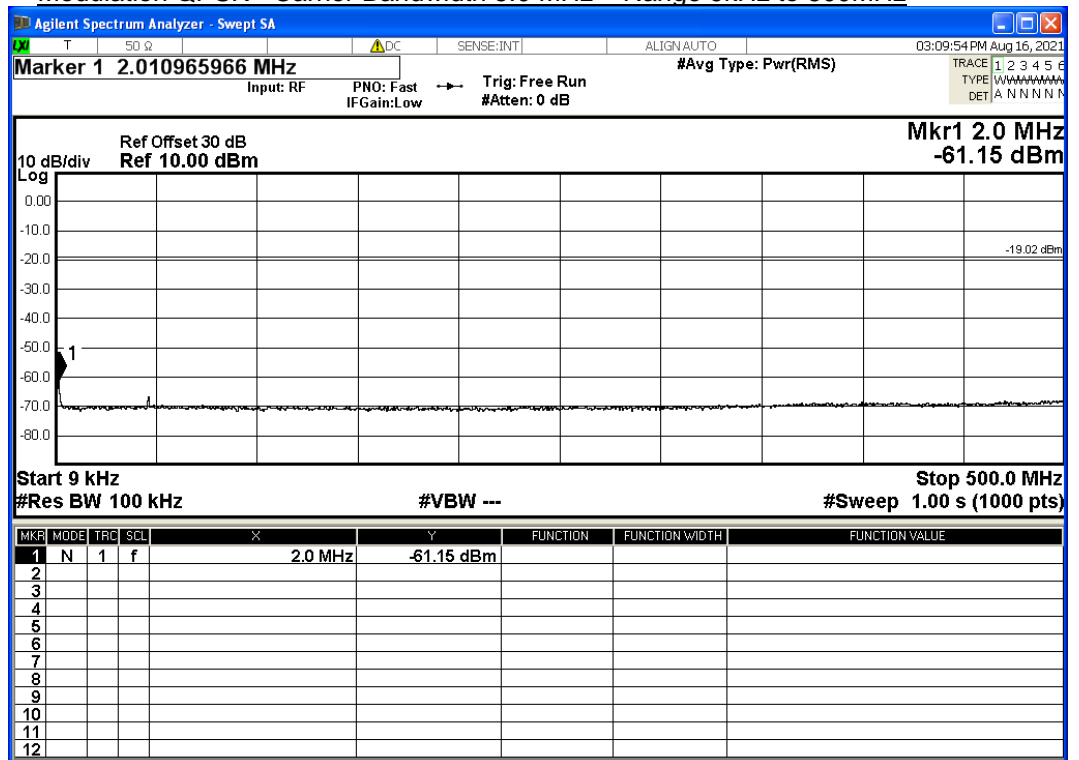 Agilent Spectrum Analyzer - Swept SA
LXI T 50 Ω DC SENSE:INT ALIGN AUTO 03:09:54 PM Aug 16, 2021
Marker 1 2.010965966 MHz
Input: RF PNO: Fast IFGain:Low
Trig: Free Run
#Atten: 0 dB
#Avg Type: Pwr(RMS)
TRACE 1 2 3 4 5 6
TYPE
DET A N N N N N
Mkr1 2.0 MHz
-61.15 dBm
Ref Offset 30 dB
10 dB/div Ref 10.00 dBm
Log
0.00
-10.0
-19.02 dBm
-20.0
-30.0
-40.0
-50.0
1
-60.0
-70.0
-80.0
Start 9 kHz Stop 500.0 MHz
#Res BW 100 kHz #VBW --- #Sweep 1.00 s (1000 pts)
MKR MODE TRC SCL X Y FUNCTION FUNCTION WIDTH FUNCTION VALUE
1 N 1 f 2.0 MHz -61.15 dBm
2
3
4
5
6
7
8
9
10
11
12